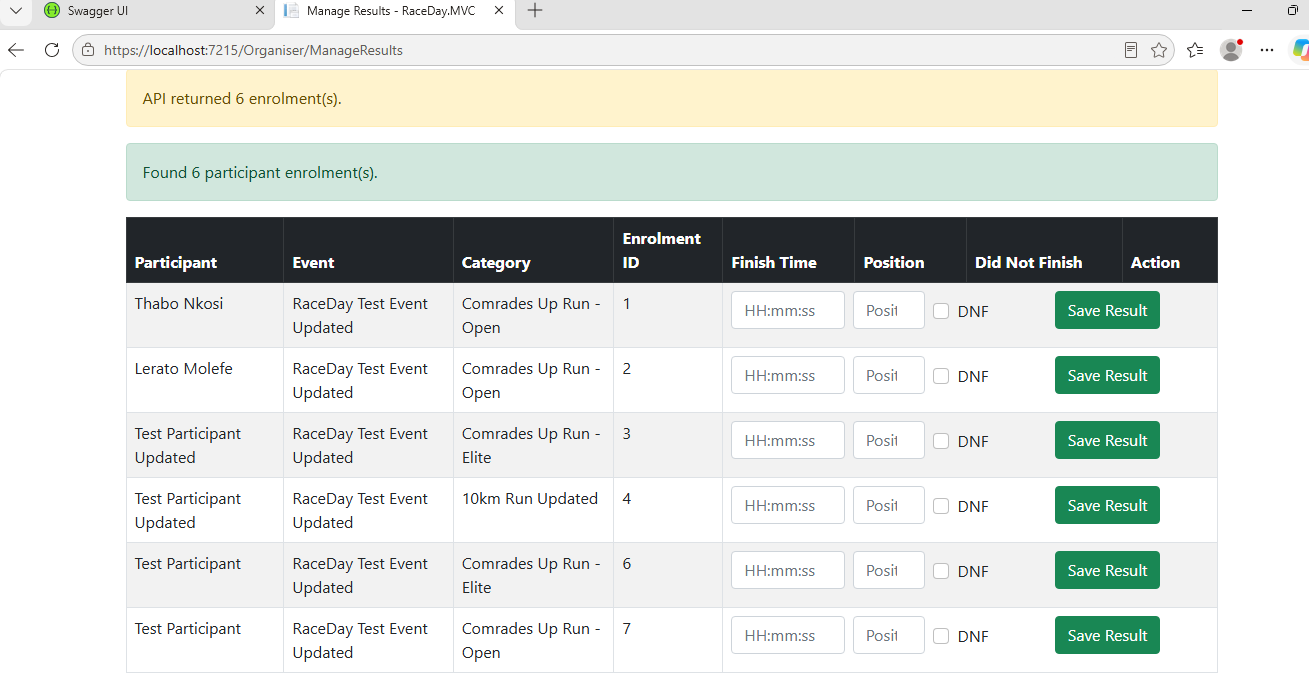 Swagger UI
Manage Results - RaceDay.MVC
https://localhost:7215/Organiser/ManageResults
API returned 6 enrolment(s).
Found 6 participant enrolment(s).
Participant Event Category Enrolment ID Finish Time Position Did Not Finish Action
Thabo Nkosi RaceDay Test Event Updated Comrades Up Run - Open 1 HH:mm:ss Posit DNF Save Result
Lerato Molefe RaceDay Test Event Updated Comrades Up Run - Open 2 HH:mm:ss Posit DNF Save Result
Test Participant Updated RaceDay Test Event Updated Comrades Up Run - Elite 3 HH:mm:ss Posit DNF Save Result
Test Participant Updated RaceDay Test Event Updated 10km Run Updated 4 HH:mm:ss Posit DNF Save Result
Test Participant RaceDay Test Event Updated Comrades Up Run - Elite 6 HH:mm:ss Posit DNF Save Result
Test Participant RaceDay Test Event Updated Comrades Up Run - Open 7 HH:mm:ss Posit DNF Save Result